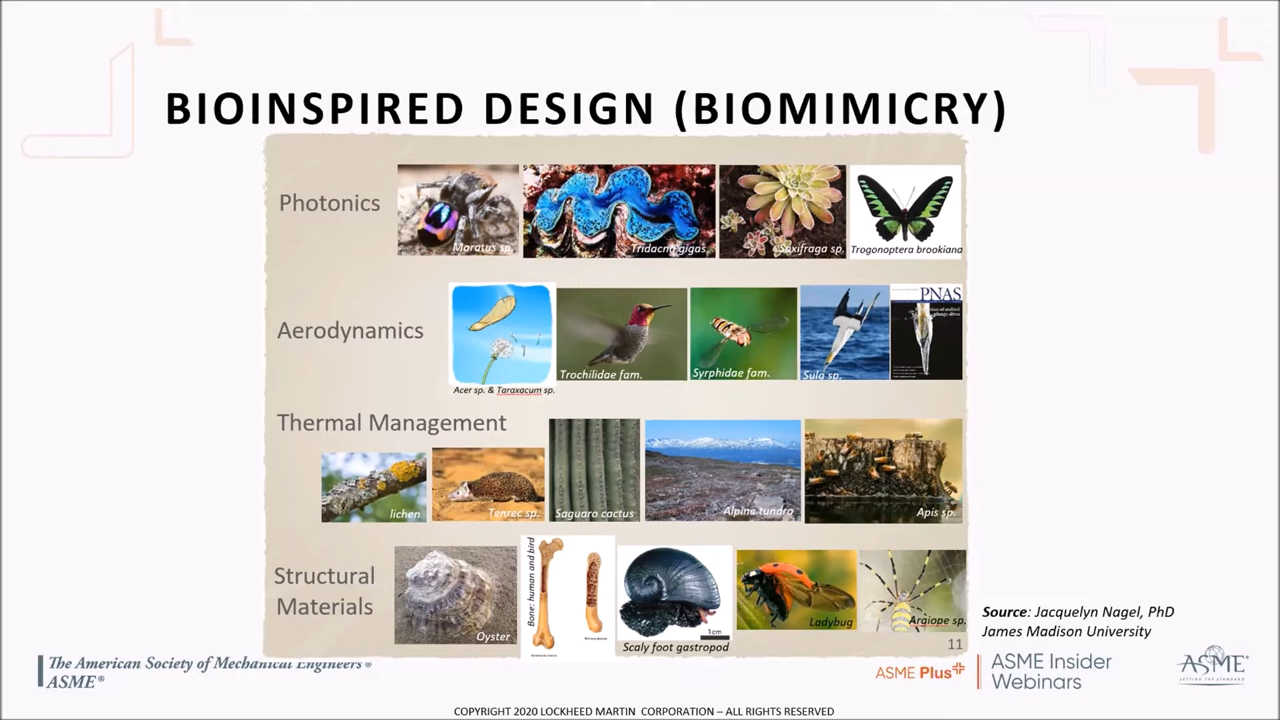 BIOINSPIRED DESIGN (BIOMIMICRY)
Photonics
Maratus sp.
Tridacna gigas
Saxifraga sp.
Trogonoptera brookiana
Aerodynamics
Acer sp. & Taraxacum sp.
Trochilidae fam.
Syrphidae fam.
Sula sp.
PNAS
Thermal Management
lichen
Tenrec sp.
Saguaro cactus
Alpine tundra
Apis sp.
Structural
Materials
Oyster
Bone: human and bird
1cm
Scaly foot gastropod
Ladybug
Argiope sp.
11
Source: Jacquelyn Nagel, PhD
James Madison University
The American Society of Mechanical Engineers ®
ASME®
ASME Plus+
ASME Insider
Webinars
ASME®
SETTING THE STANDARD
COPYRIGHT 2020 LOCKHEED MARTIN CORPORATION – ALL RIGHTS RESERVED